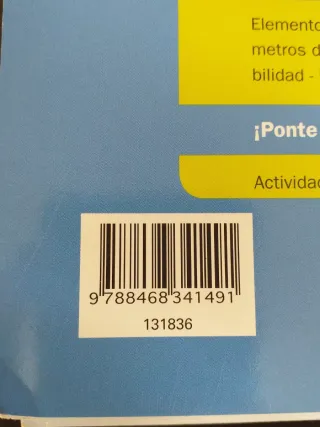 Elemento
metros d
bilidad -
¡Ponte
Activida
9 788468 341491
131836